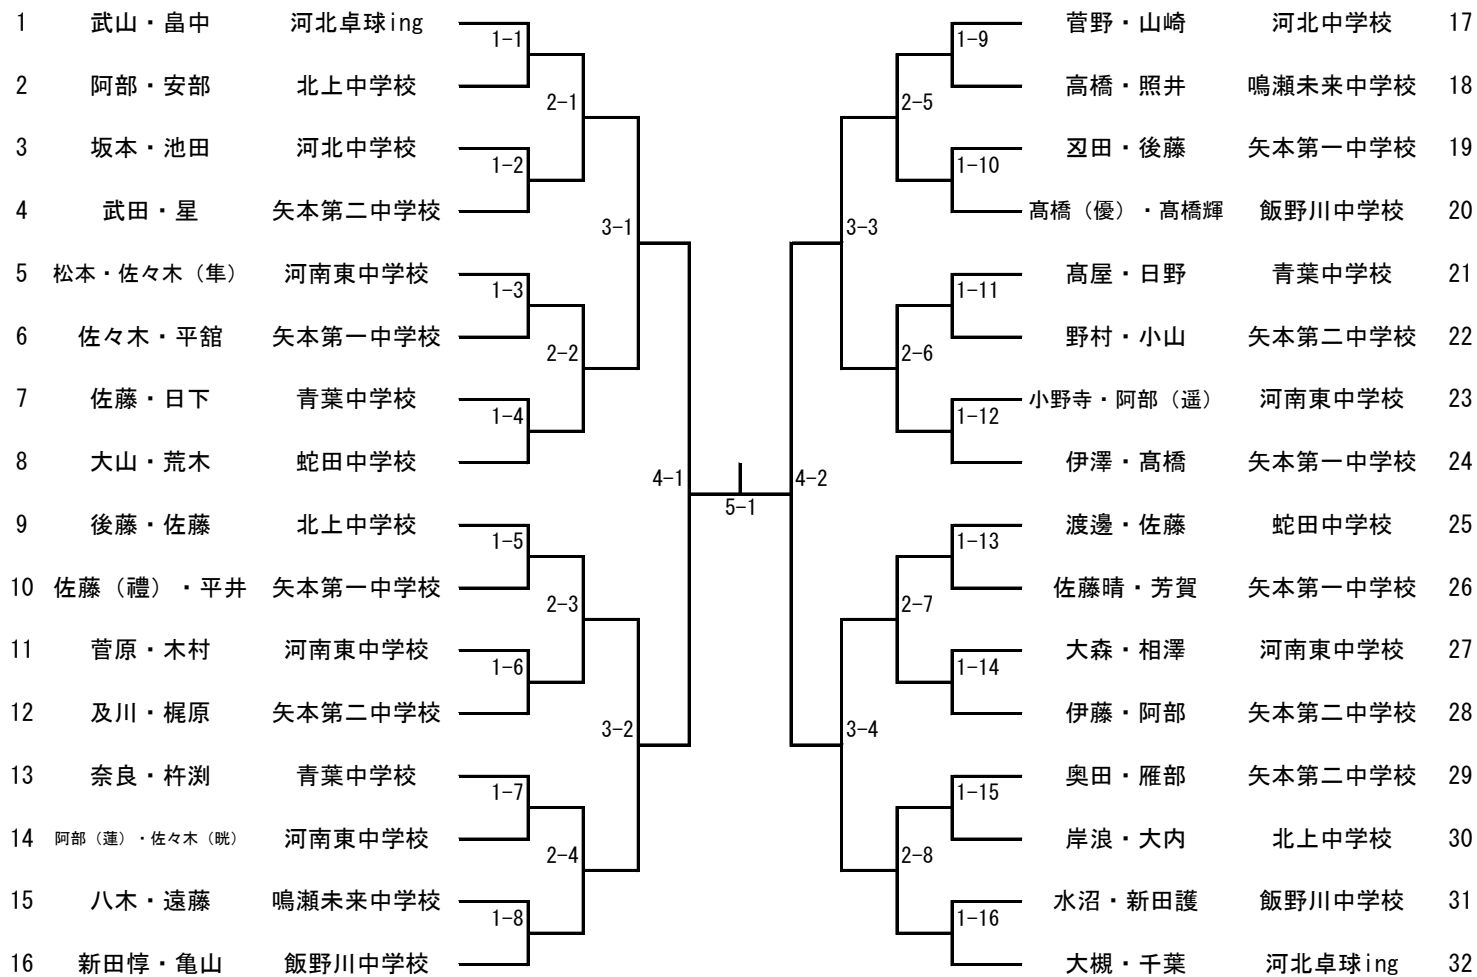 1 武山・畠中 河北卓球ing
1-1
2 阿部・安部 北上中学校
2-1
3 坂本・池田 河北中学校
1-2
4 武田・星 矢本第二中学校
3-1
5 松本・佐々木（隼） 河南東中学校
1-3
6 佐々木・平舘 矢本第一中学校
2-2
7 佐藤・日下 青葉中学校
1-4
8 大山・荒木 蛇田中学校
4-1
9 後藤・佐藤 北上中学校
1-5
10 佐藤（禮）・平井 矢本第一中学校
2-3
11 菅原・木村 河南東中学校
1-6
12 及川・梶原 矢本第二中学校
3-2
13 奈良・杵渕 青葉中学校
1-7
14 阿部（蓮）・佐々木（晄） 河南東中学校
2-4
15 八木・遠藤 鳴瀬未来中学校
1-8
16 新田惇・亀山 飯野川中学校
5-1
菅野・山崎 河北中学校 17
1-9
高橋・照井 鳴瀬未来中学校 18
2-5
刄田・後藤 矢本第一中学校 19
1-10
髙橋（優）・髙橋輝 飯野川中学校 20
3-3
髙屋・日野 青葉中学校 21
1-11
野村・小山 矢本第二中学校 22
2-6
小野寺・阿部（遥） 河南東中学校 23
1-12
伊澤・髙橋 矢本第一中学校 24
4-2
渡邊・佐藤 蛇田中学校 25
1-13
佐藤晴・芳賀 矢本第一中学校 26
2-7
大森・相澤 河南東中学校 27
1-14
伊藤・阿部 矢本第二中学校 28
3-4
奥田・雁部 矢本第二中学校 29
1-15
岸浪・大内 北上中学校 30
2-8
水沼・新田護 飯野川中学校 31
1-16
大槻・千葉 河北卓球ing 32